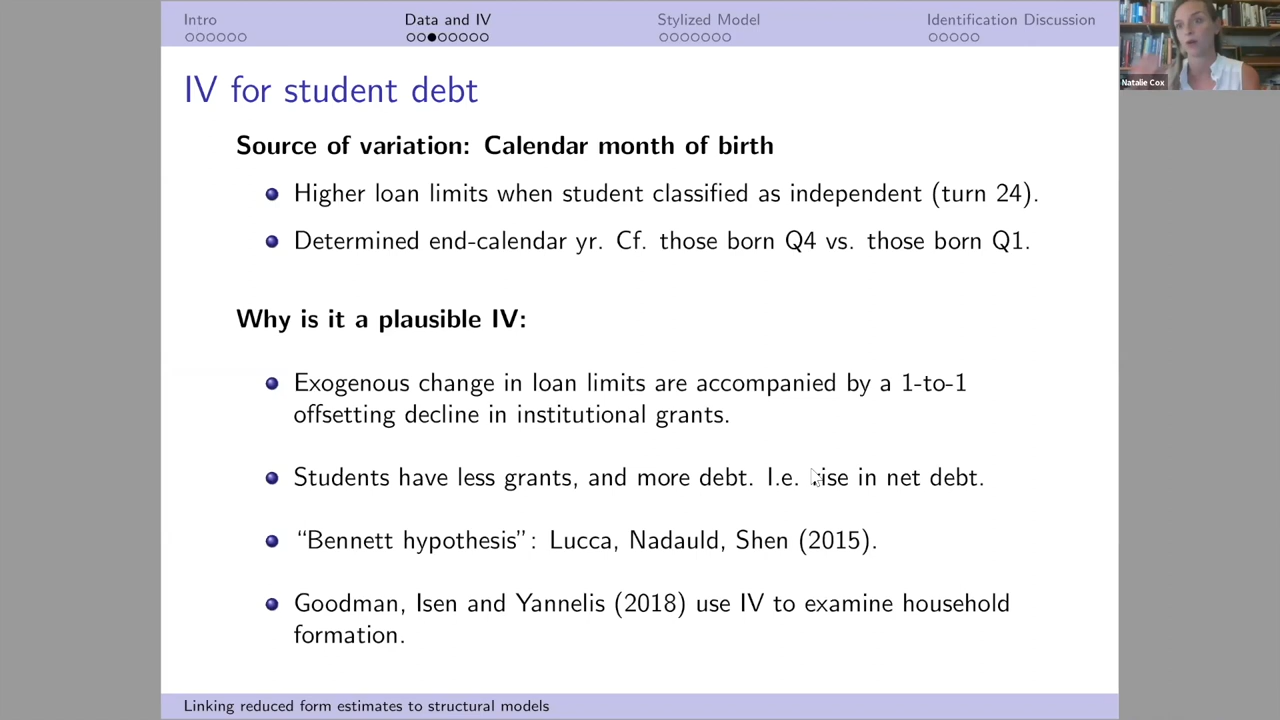 Intro
Data and IV
Stylized Model
Identification Discussion
Natalie Cox
IV for student debt
Source of variation: Calendar month of birth
Higher loan limits when student classified as independent (turn 24).
Determined end-calendar yr. Cf. those born Q4 vs. those born Q1.
Why is it a plausible IV:
Exogenous change in loan limits are accompanied by a 1-to-1
offsetting decline in institutional grants.
Students have less grants, and more debt. I.e. rise in net debt.
“Bennett hypothesis”: Lucca, Nadauld, Shen (2015).
Goodman, Isen and Yannelis (2018) use IV to examine household
formation.
Linking reduced form estimates to structural models